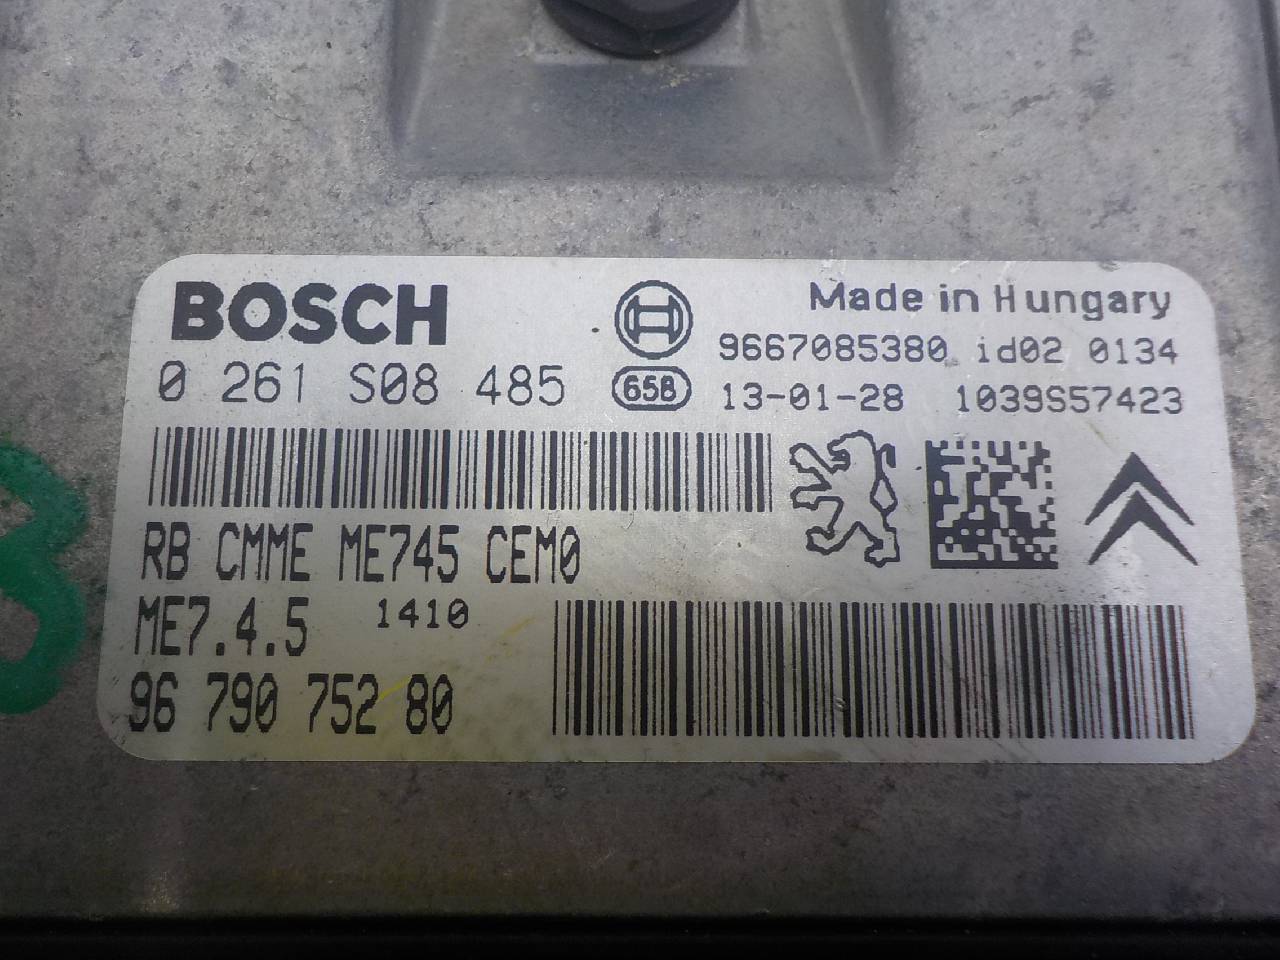 BOSCH
Made in Hungary
9667085380 id02 0134
0 261 S08 485
658
13-01-28 1039S57423
RB CMME ME745 CEM0
ME7.4.5 1410
96 790 752 80
3